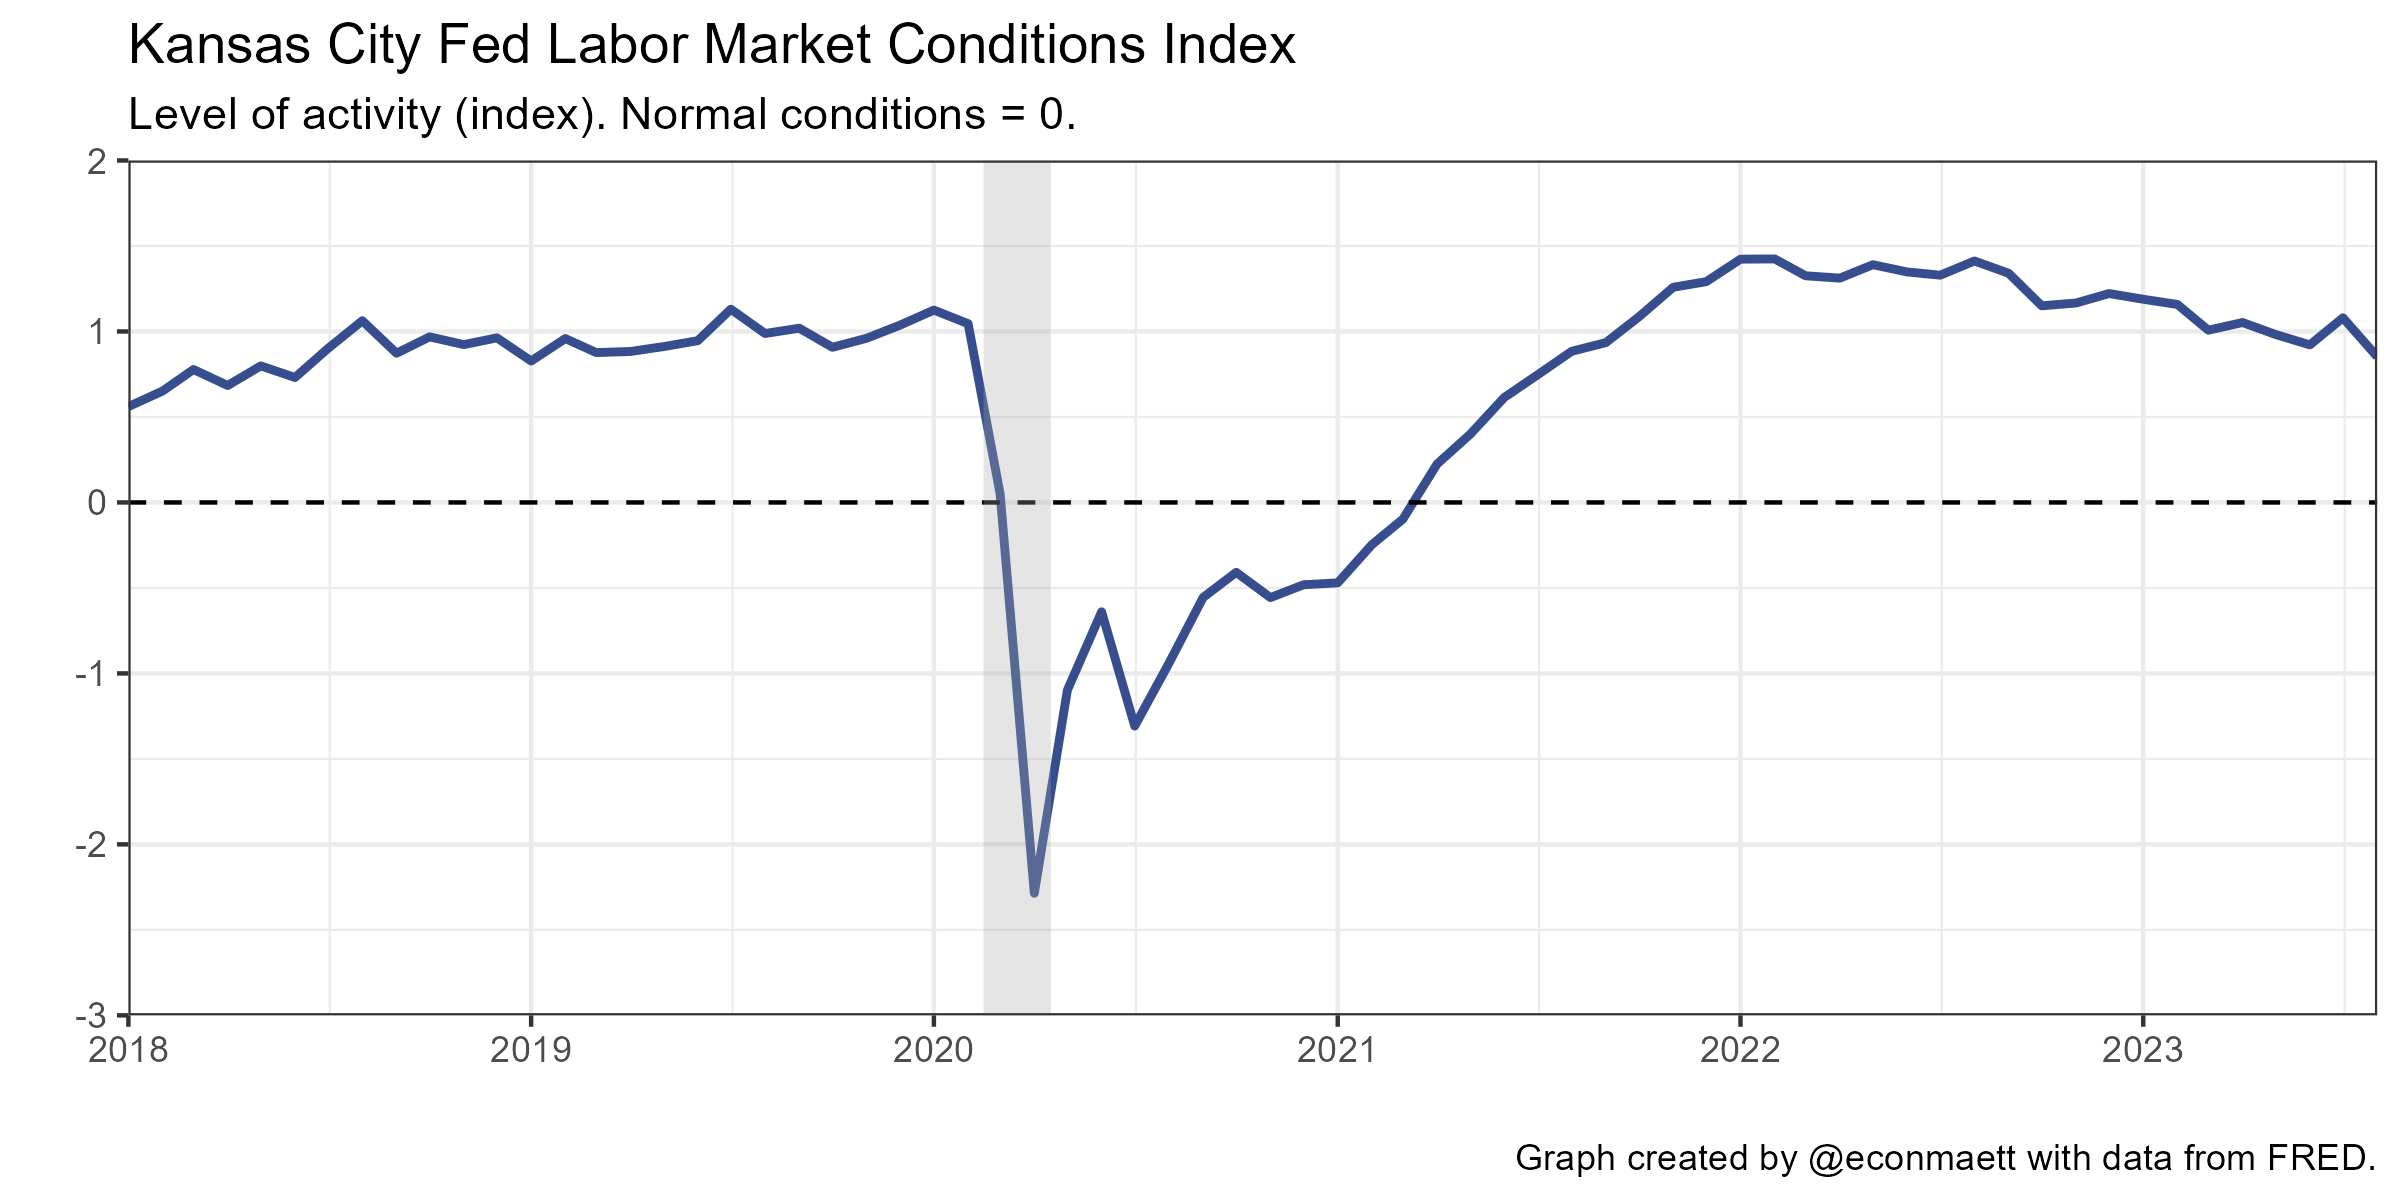 Kansas City Fed Labor Market Conditions Index
Level of activity (index). Normal conditions = 0.
2
1
0
-1
-2
-3
2018 2019 2020 2021 2022 2023
Graph created by @econmaett with data from FRED.